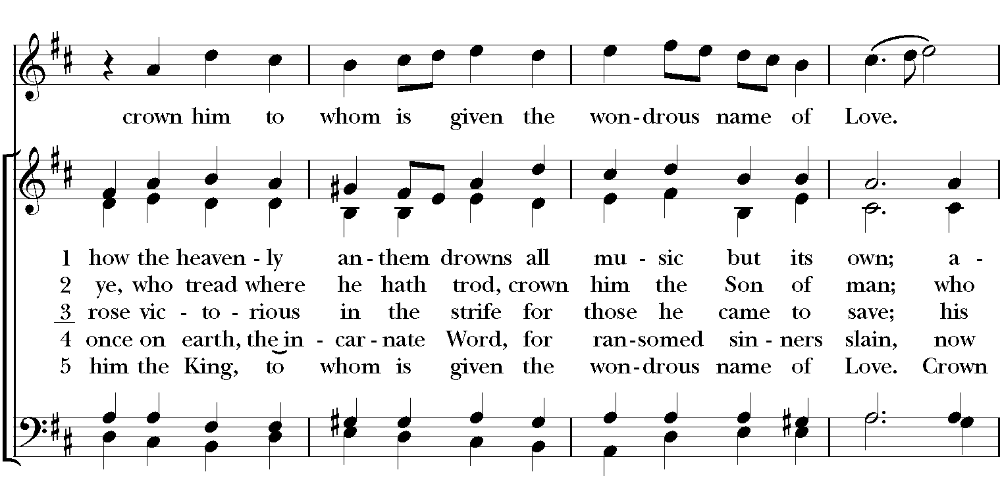 crown him to whom is given the won-drous name of Love.
1 how the heaven - ly an - them drowns all mu - sic but its own; a -
2 ye, who tread where he hath trod, crown him the Son of man; who
3 rose vic - to - rious in the strife for those he came to save; his
4 once on earth, the in - car - nate Word, for ran-somed sin - ners slain, now
5 him the King, to whom is given the won-drous name of Love. Crown